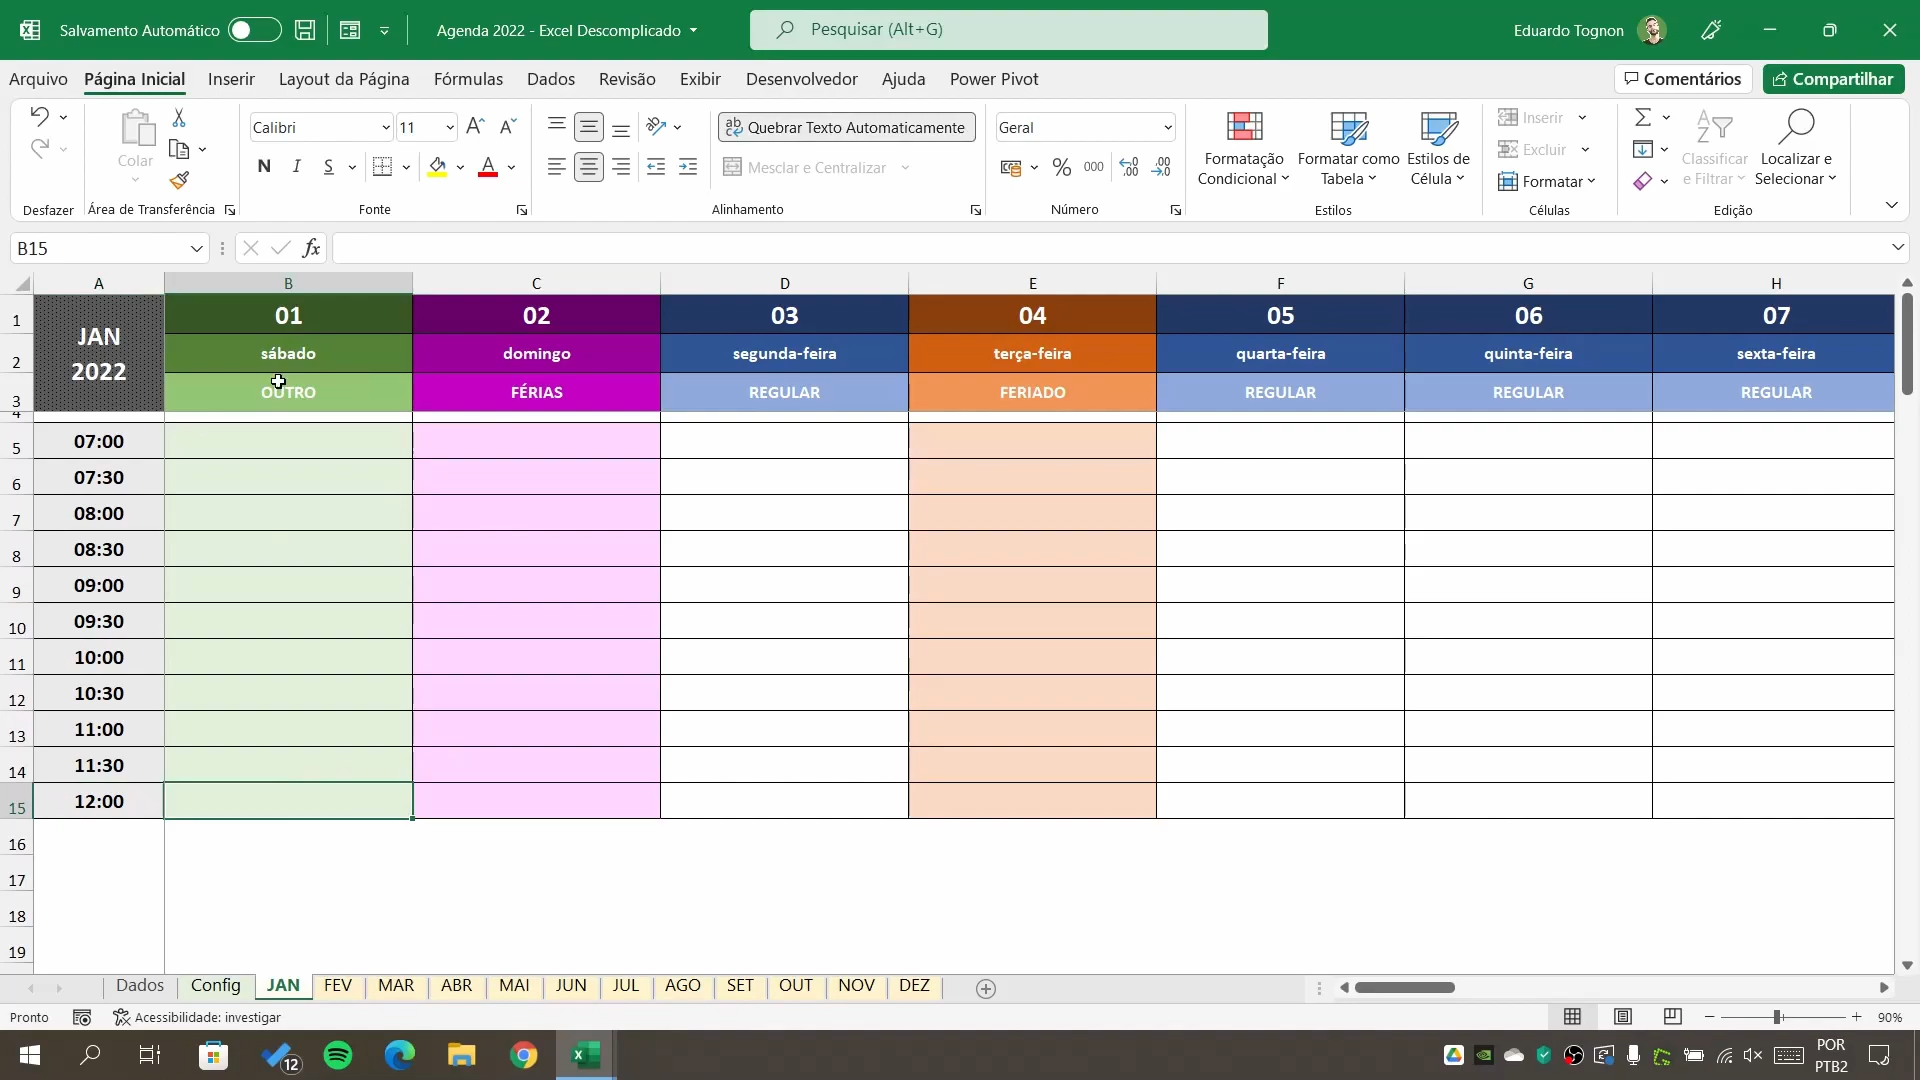 Salvamento Automático
Agenda 2022 - Excel Descomplicado
Pesquisar (Alt+G)
Eduardo Tognon
Arquivo Página Inicial Inserir Layout da Página Fórmulas Dados Revisão Exibir Desenvolvedor Ajuda Power Pivot
Comentários Compartilhar
Colar
Calibri 11
Quebrar Texto Automaticamente
Geral
N I S A
Mesclar e Centralizar
% 000
Formatação Condicional
Formatar como Tabela
Estilos de Célula
Inserir
Excluir
Formatar
Classificar e Filtrar
Localizar e Selecionar
Desfazer Área de Transferência Fonte Alinhamento Número Estilos Células Edição
B15 fx
A B C D E F G H
1 JAN 2022 01 02 03 04 05 06 07
2 sábado domingo segunda-feira terça-feira quarta-feira quinta-feira sexta-feira
3 OUTRO FÉRIAS REGULAR FERIADO REGULAR REGULAR REGULAR
4
5 07:00
6 07:30
7 08:00
8 08:30
9 09:00
10 09:30
11 10:00
12 10:30
13 11:00
14 11:30
15 12:00
16
17
18
19
Dados Config JAN FEV MAR ABR MAI JUN JUL AGO SET OUT NOV DEZ
Pronto Acessibilidade: investigar 90%
12
POR
PTB2